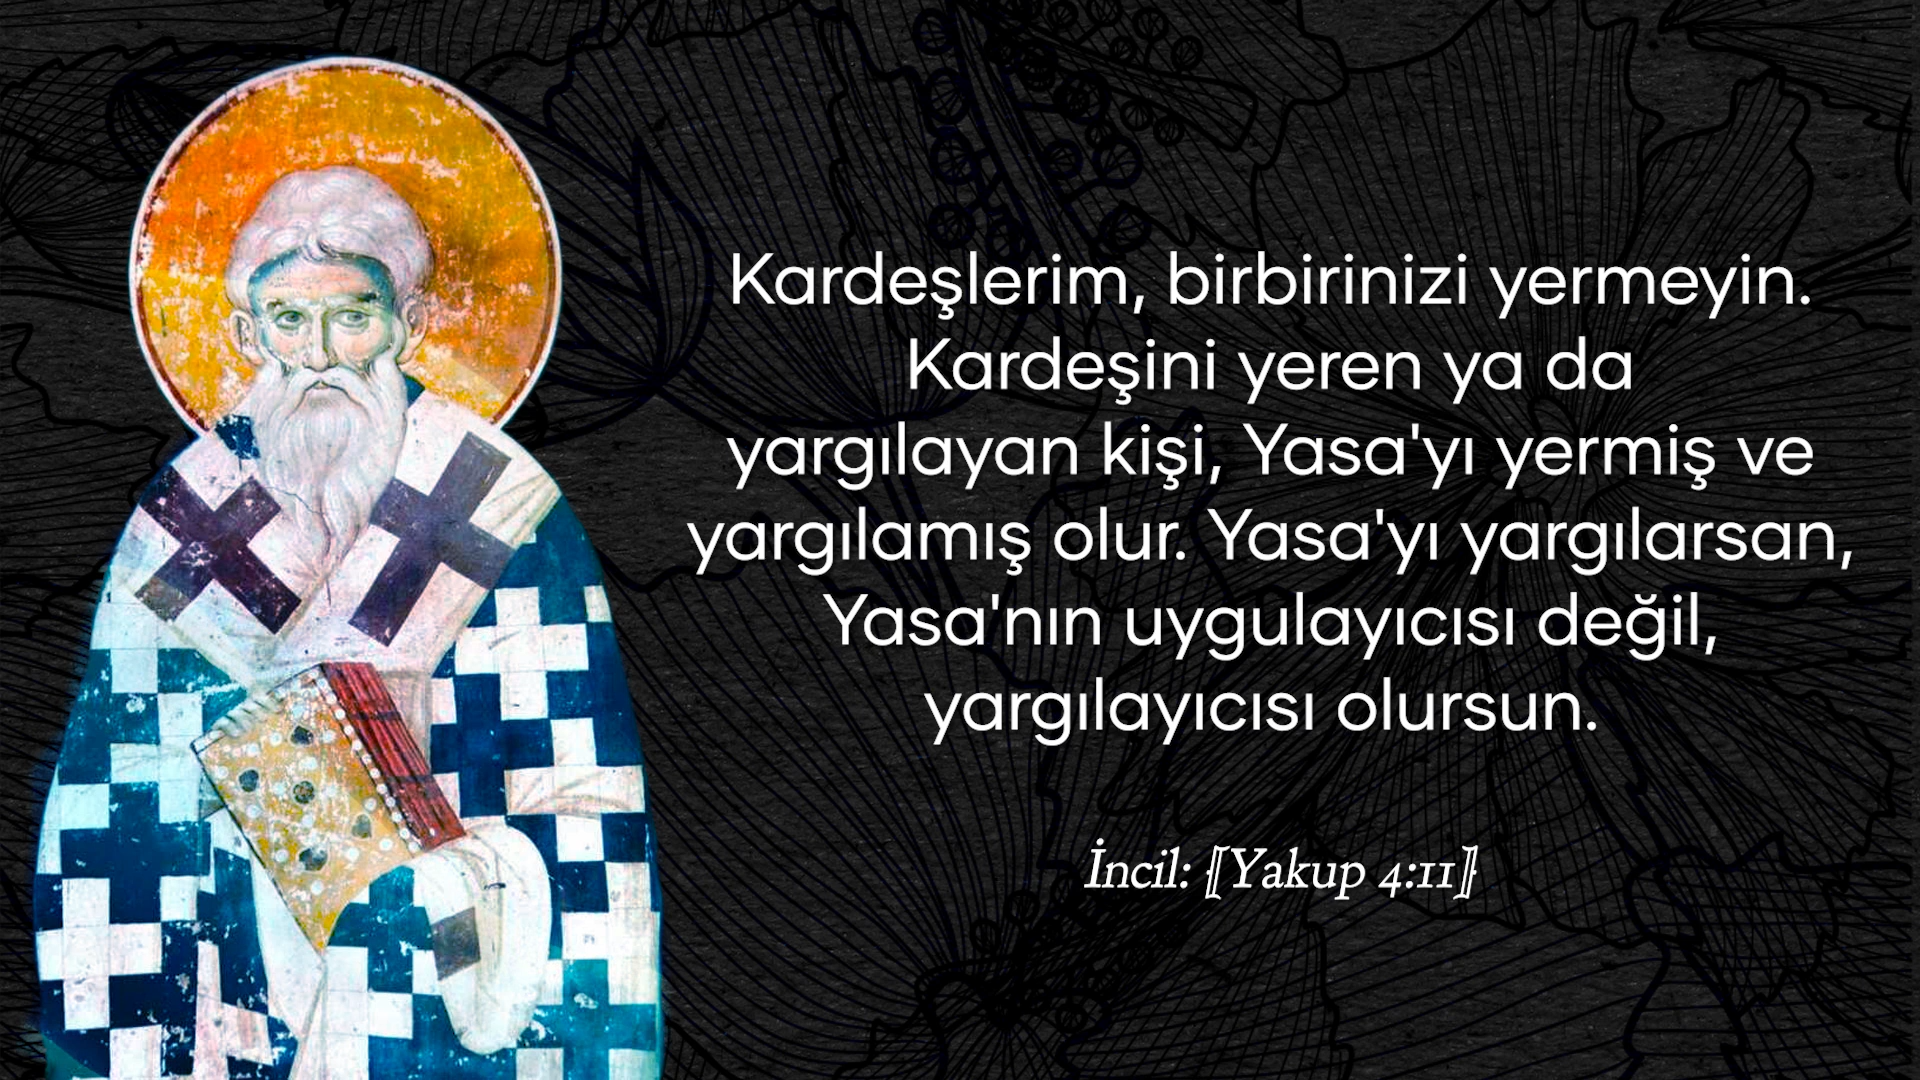 Kardeşlerim, birbirinizi yermeyin.
Kardeşini yeren ya da
yargılayan kişi, Yasa'yı yermiş ve
yargılamış olur. Yasa'yı yargılarsan,
Yasa'nın uygulayıcısı değil,
yargılayıcısı olursun.
İncil: ⟦Yakup 4:11⟧